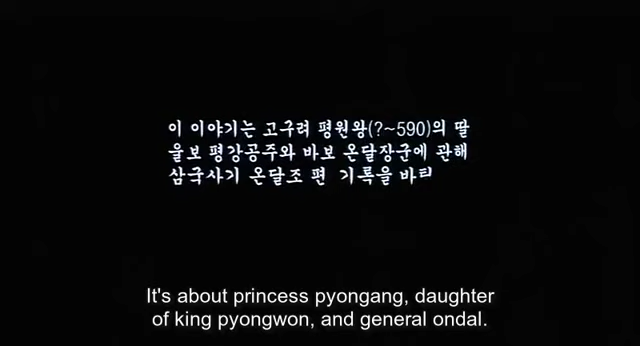 이 이야기는 고구려 평원왕(?~590)의 딸
울보 평강공주와 바보 온달장군에 관해
삼국사기 온달조 편 기록을 바티
It's about princess pyongang, daughter
of king pyongwon, and general ondal.